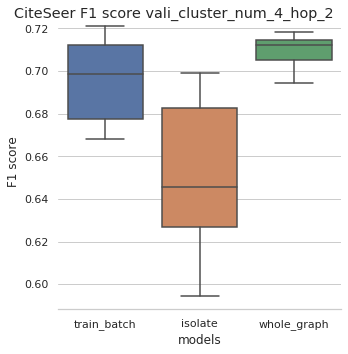 CiteSeer F1 score vali_cluster_num_4_hop_2
0.72
0.70
0.68
0.66
0.64
0.62
0.60
F1 score
train_batch isolate whole_graph
models